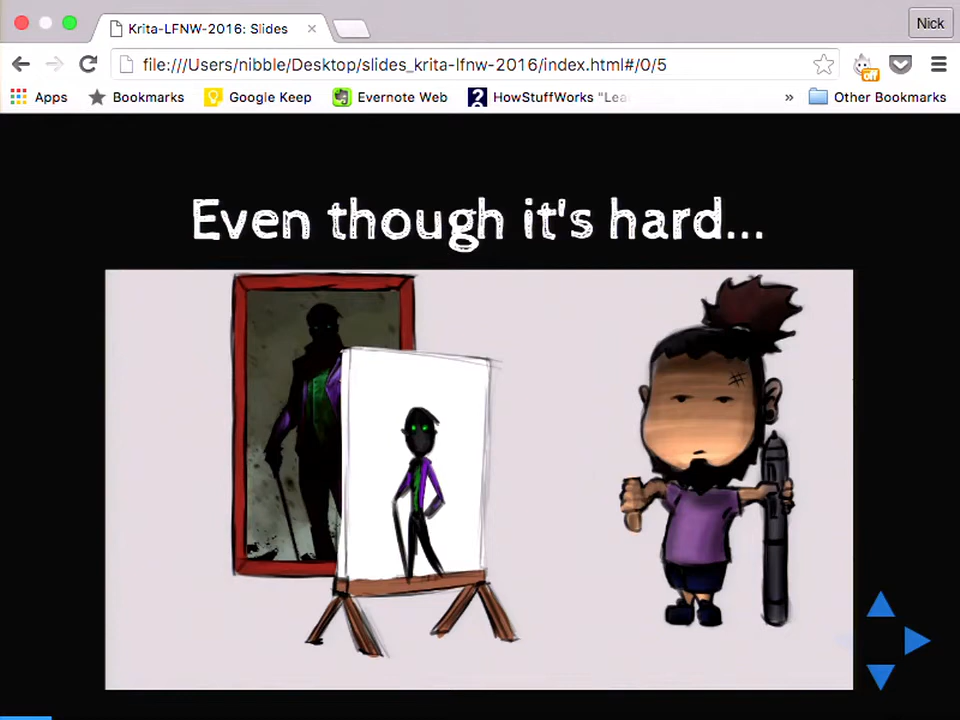 Krita-LFNW-2016: Slides
Nick
file:///Users/nibble/Desktop/slides_krita-lfnw-2016/index.html#/0/5
off
Apps Bookmarks Google Keep Evernote Web HowStuffWorks "Lea » Other Bookmarks
Even though it's hard...